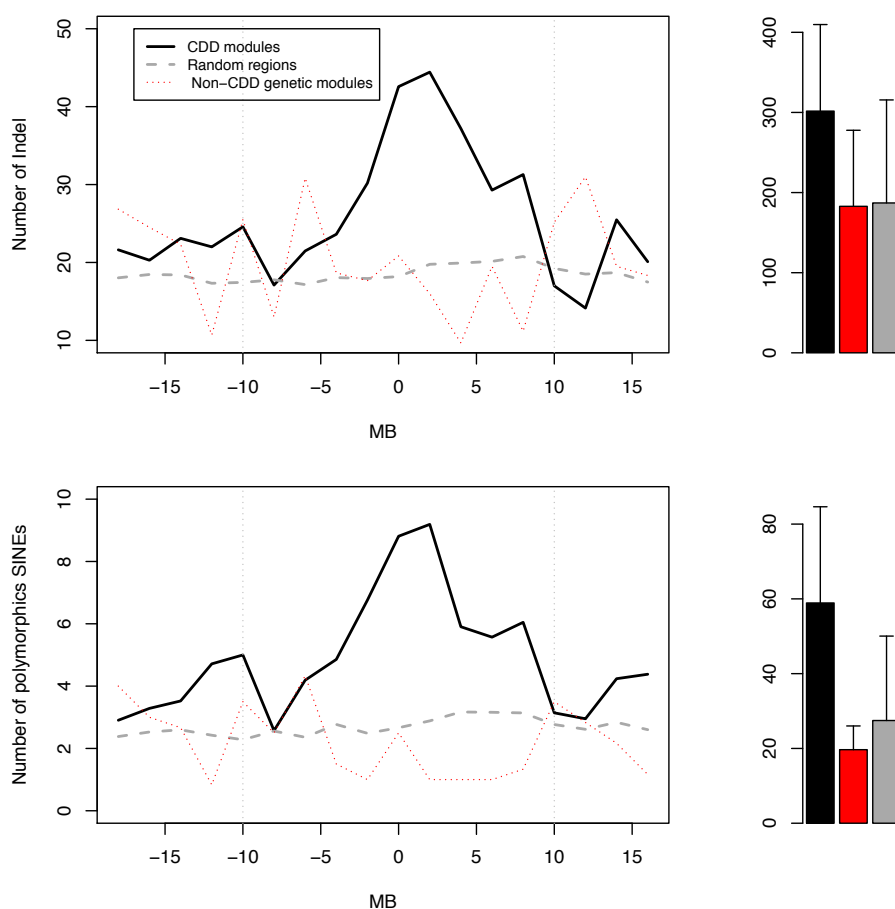 50
40
30
20
10
Number of Indel
CDD modules
Random regions
Non−CDD genetic modules
−15 −10 −5 0 5 10 15
MB
400
300
200
100
0
10
8
6
4
2
0
Number of polymorphics SINEs
−15 −10 −5 0 5 10 15
MB
80
60
40
20
0